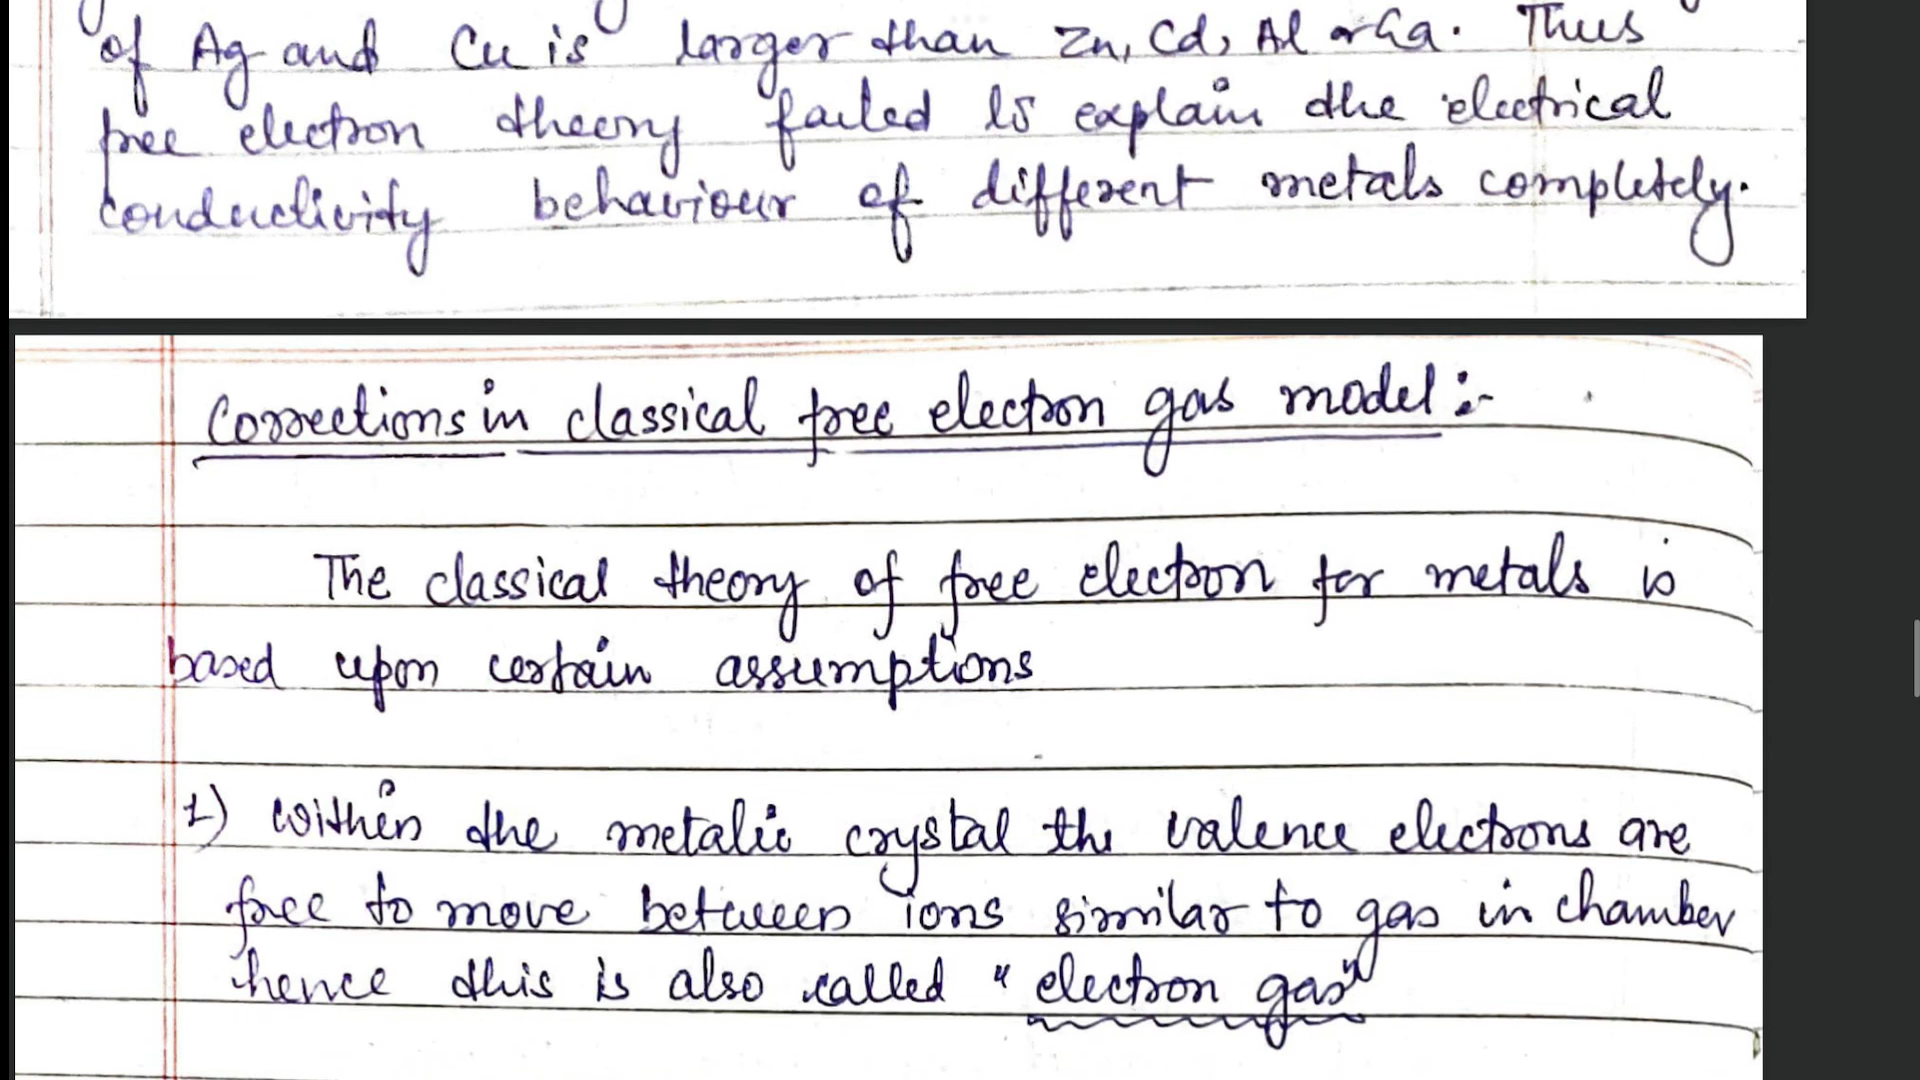 of Ag and Cu is larger than Zn, Cd, Al or Ga. Thus
free electron theory failed to explain the electrical
conductivity behaviour of different metals completely.
Corrections in classical free electron gas model :-
The classical theory of free electron for metals is
based upon certain assumptions
1) within the metalic crystal the valence electrons are
free to move between ions similar to gas in chamber
hence this is also called "electron gas"